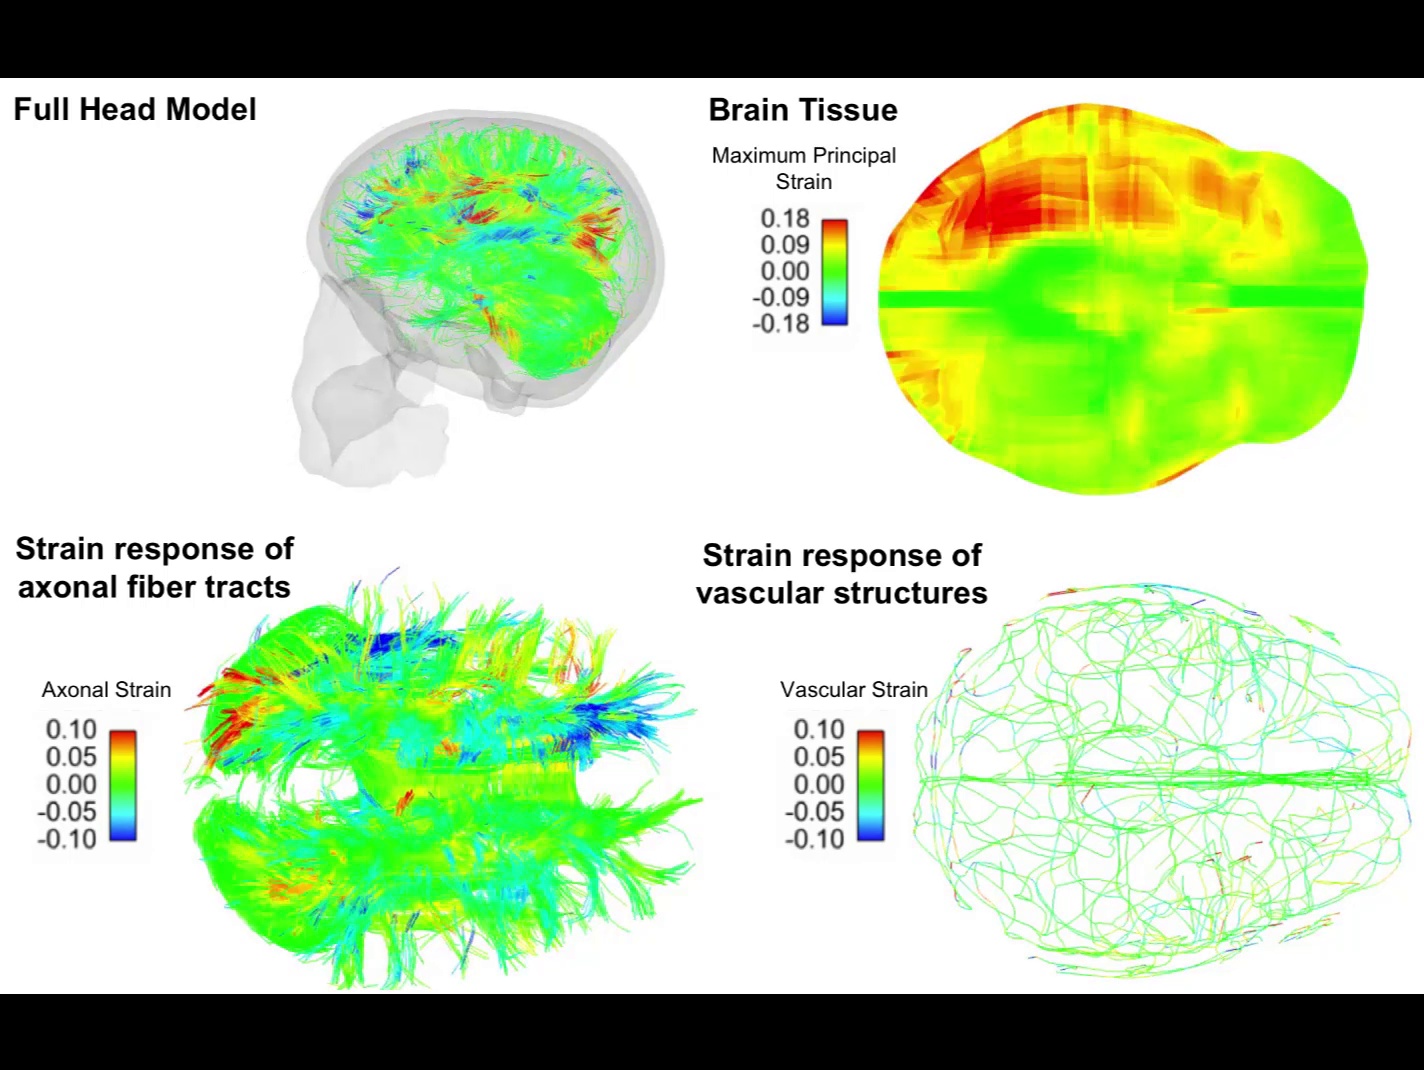 Full Head Model
Brain Tissue
Maximum Principal
Strain
0.18
0.09
0.00
-0.09
-0.18
Strain response of
axonal fiber tracts
Axonal Strain
0.10
0.05
0.00
-0.05
-0.10
Strain response of
vascular structures
Vascular Strain
0.10
0.05
0.00
-0.05
-0.10